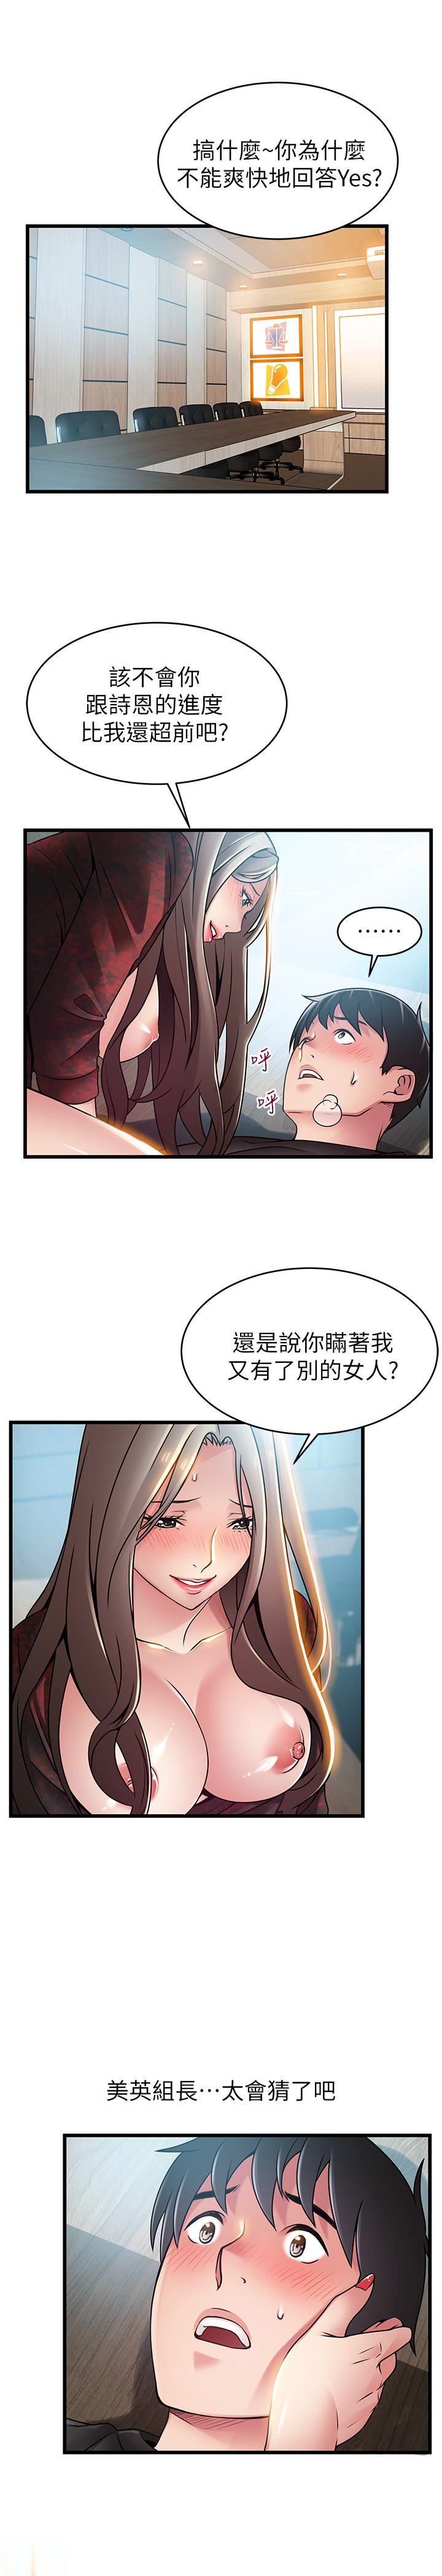 搞什麼~你為什麼
不能爽快地回答Yes?
該不會你
跟詩恩的進度
比我還超前吧?
……
呼
呼
還是說你瞞著我
又有了別的女人?
美英組長…太會猜了吧